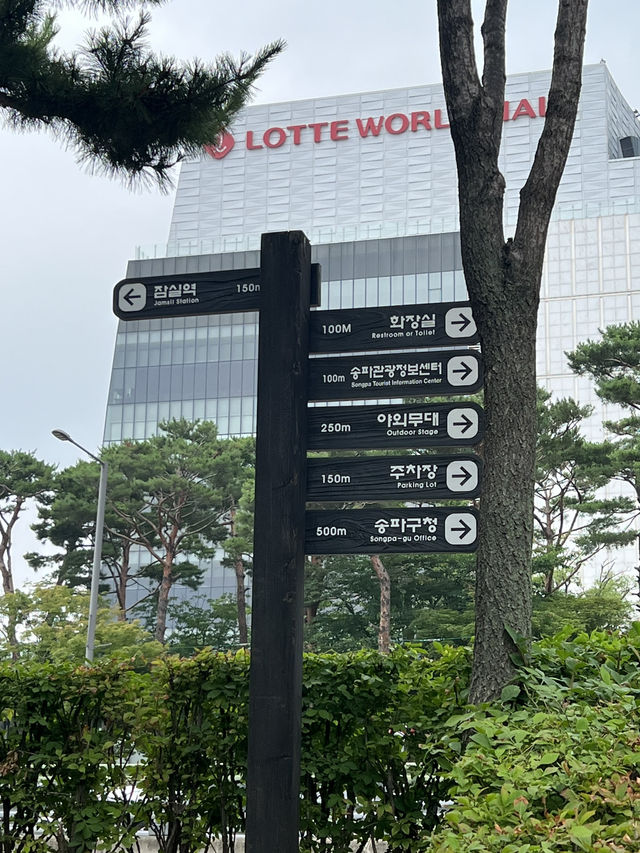 LOTTE WORL
잠실역 150m
Jamsil Station
100M 화장실
Restroom or Toilet
100m 송파관광정보센터
Songpa Tourist Information Center
250m 야외무대
Outdoor Stage
150m 주차장
Parking Lot
500m 송파구청
Songpa-gu Office